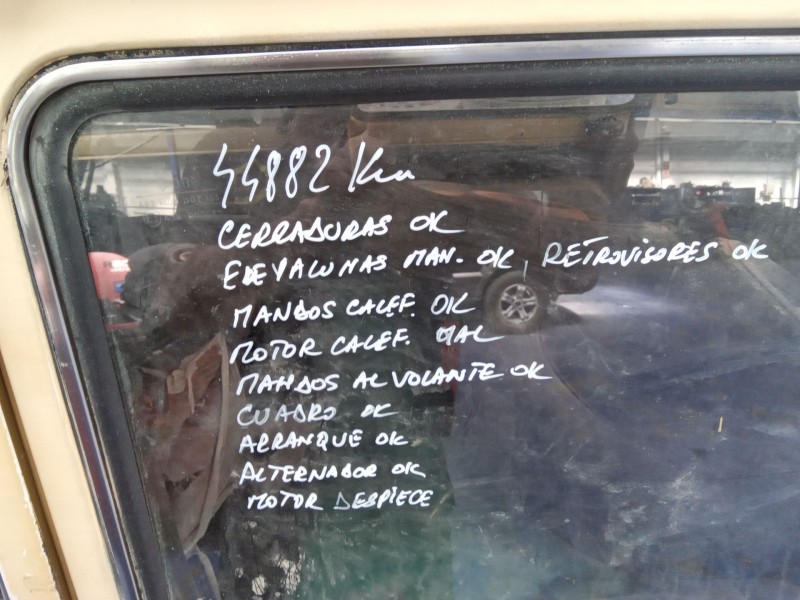 44882 Km
CERRADURAS OK
ELEVALUNAS MAN. OK, RETROVISORES OK
MANDOS CALEF. OK
MOTOR CALEF. MAL
MANDOS AL VOLANTE OK
CUADRO OK
ARRANQUE OK
ALTERNADOR OK
MOTOR DESPIECE